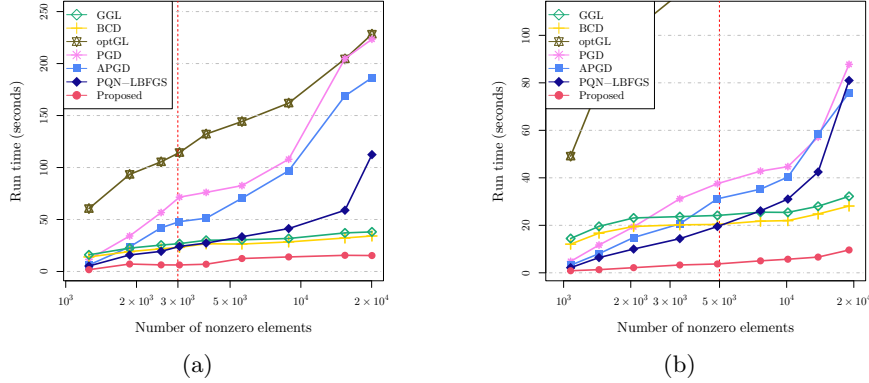 GGL
BCD
optGL
PGD
APGD
PQN−LBFGS
Proposed
Run time (seconds)
250
200
150
100
50
0
10³ 2 × 10³ 3 × 10³ 5 × 10³ 10⁴ 2 × 10⁴
Number of nonzero elements
(a)
GGL
BCD
optGL
PGD
APGD
PQN−LBFGS
Proposed
Run time (seconds)
100
80
60
40
20
0
10³ 2 × 10³ 3 × 10³ 5 × 10³ 10⁴ 2 × 10⁴
Number of nonzero elements
(b)